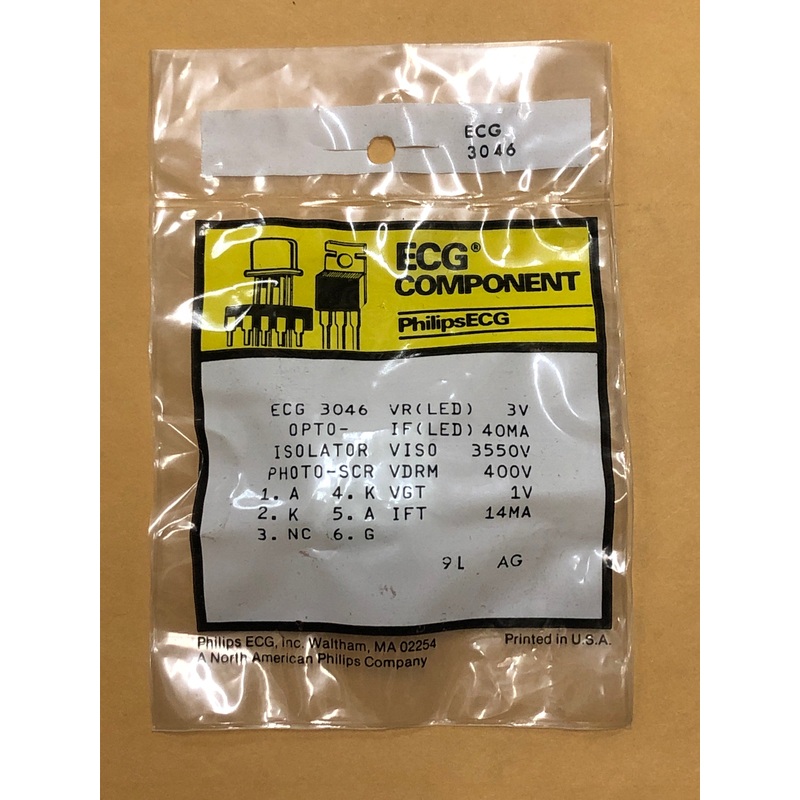 ECG
3046
ECG®
COMPONENT
PhilipsECG
ECG 3046 VR(LED) 3V
OPTO- IF(LED) 40MA
ISOLATOR VISO 3550V
PHOTO-SCR VDRM 400V
1. A 4. K VGT 1V
2. K 5. A IFT 14MA
3. NC 6. G
9L AG
Philips ECG, Inc. Waltham, MA 02254 Printed in U.S.A.
A North American Philips Company